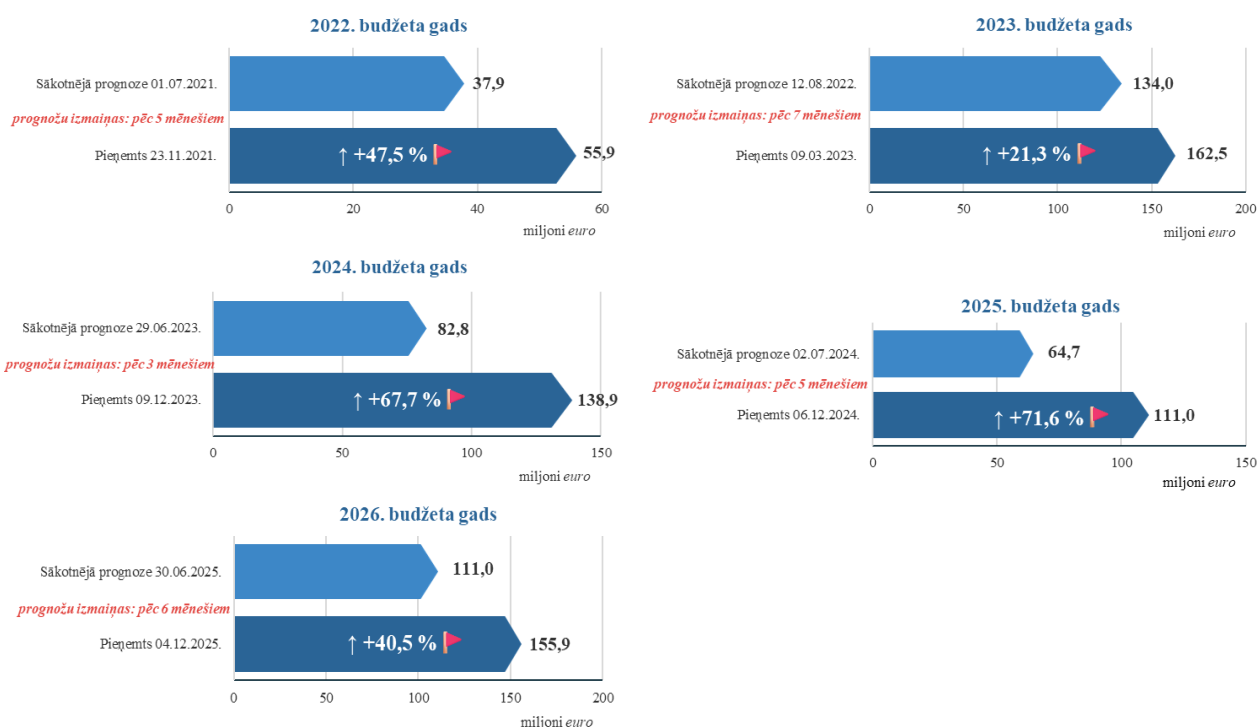 2022. budžeta gads
Sākotnējā prognoze 01.07.2021.
37,9
prognožu izmaiņas: pēc 5 mēnešiem
Pieņemts 23.11.2021.
↑ +47,5 %
55,9
0 20 40 60
miljoni euro
2023. budžeta gads
Sākotnējā prognoze 12.08.2022.
134,0
prognožu izmaiņas: pēc 7 mēnešiem
Pieņemts 09.03.2023.
↑ +21,3 %
162,5
0 50 100 150 200
miljoni euro
2024. budžeta gads
Sākotnējā prognoze 29.06.2023.
82,8
prognožu izmaiņas: pēc 3 mēnešiem
Pieņemts 09.12.2023.
↑ +67,7 %
138,9
0 50 100 150
miljoni euro
2025. budžeta gads
Sākotnējā prognoze 02.07.2024.
64,7
prognožu izmaiņas: pēc 5 mēnešiem
Pieņemts 06.12.2024.
↑ +71,6 %
111,0
0 50 100 150
miljoni euro
2026. budžeta gads
Sākotnējā prognoze 30.06.2025.
111,0
prognožu izmaiņas: pēc 6 mēnešiem
Pieņemts 04.12.2025.
↑ +40,5 %
155,9
0 50 100 150 200
miljoni euro